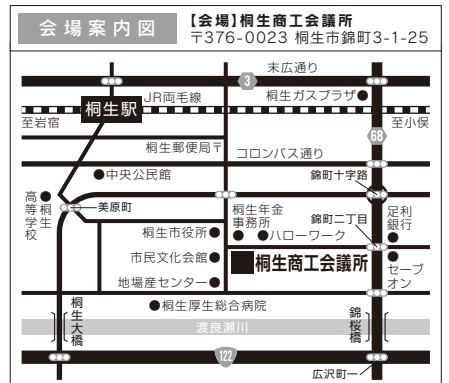 会場案内図
【会場】桐生商工会議所
〒376-0023 桐生市錦町3-1-25
末広通り
3
JR両毛線
桐生ガスプラザ●
桐生駅
至岩宿
至小俣
68
桐生郵便局〒
コロンバス通り
●中央公民館
錦町十字路
桐生高等学校
美原町
桐生年金事務所
錦町二丁目
足利銀行
桐生市役所●
●ハローワーク
市民文化会館●
桐生商工会議所
セーブオン
地場産センター●
桐生大橋
●桐生厚生総合病院
錦桜橋
渡良瀬川
122
広沢町一